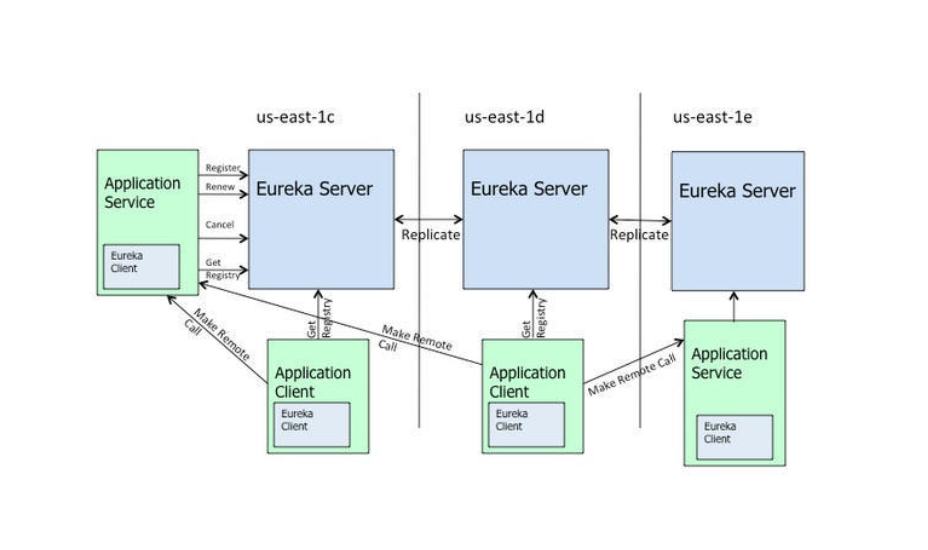 us-east-1c
us-east-1d
us-east-1e
Application
Service
Eureka
Client
Register
Renew
Cancel
Get
Registry
Eureka Server
Replicate
Eureka Server
Replicate
Eureka Server
Make Remote
Call
Get
Registry
Make Remote
Call
Get
Registry
Make Remote Call
Application
Client
Eureka
Client
Application
Client
Eureka
Client
Application
Service
Eureka
Client